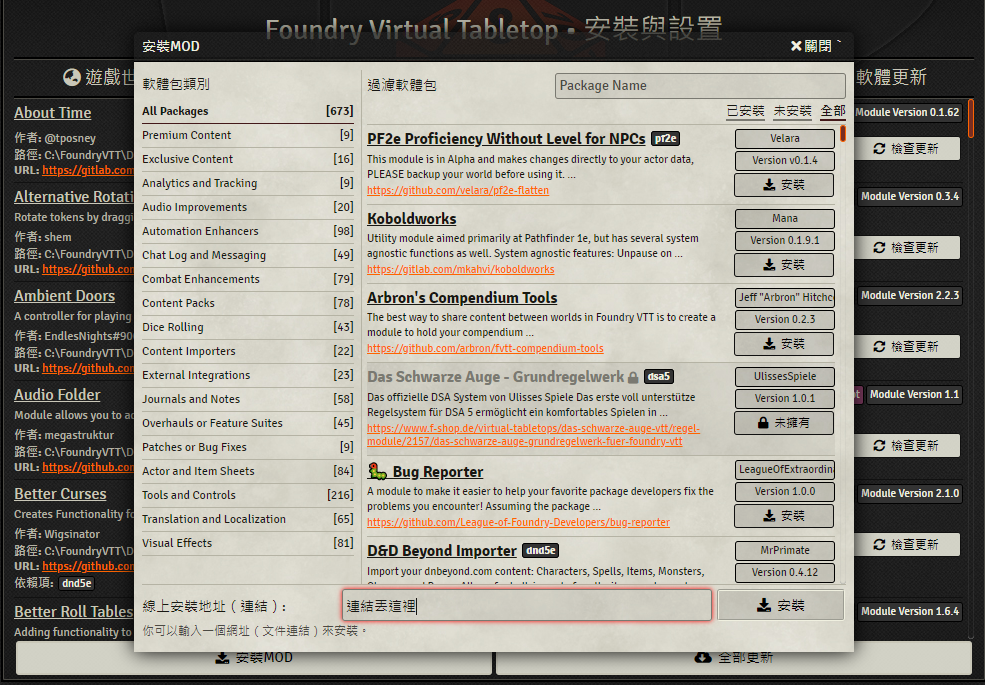 Foundry Virtual Tabletop • 安裝與設置
安裝MOD
關閉
遊戲世
軟體更新
About Time
作者: @tposney
路徑: C:\FoundryVTT\D
URL: https://gitlab.com
Module Version 0.1.62
檢查更新
Alternative Rotati
Rotate tokens by draggi
作者: shem
路徑: C:\FoundryVTT\D
URL: https://github.com
Module Version 0.3.4
檢查更新
Ambient Doors
A controller for playing
作者: EndlesNights#90
路徑: C:\FoundryVTT\D
URL: https://github.com
Module Version 2.2.3
檢查更新
Audio Folder
Module allows you to ad
作者: megastruktur
路徑: C:\FoundryVTT\D
URL: https://github.com
Module Version 1.1
檢查更新
Better Curses
Creates Functionality fo
作者: Wigsinator
路徑: C:\FoundryVTT\D
URL: https://github.com
依賴項: dnd5e
Module Version 2.1.0
檢查更新
Better Roll Tables
Adding functionality to
Module Version 1.6.4
軟體包類別
All Packages [673]
Premium Content [9]
Exclusive Content [16]
Analytics and Tracking [9]
Audio Improvements [20]
Automation Enhancers [98]
Chat Log and Messaging [49]
Combat Enhancements [79]
Content Packs [78]
Dice Rolling [43]
Content Importers [22]
External Integrations [23]
Journals and Notes [58]
Overhauls or Feature Suites [45]
Patches or Bug Fixes [9]
Actor and Item Sheets [84]
Tools and Controls [216]
Translation and Localization [65]
Visual Effects [81]
過濾軟體包
Package Name
已安裝 未安裝 全部
PF2e Proficiency Without Level for NPCs pf2e
This module is in Alpha and makes changes directly to your actor data,
PLEASE backup your world before using it. ...
https://github.com/velara/pf2e-flatten
Velara
Version v0.1.4
安裝
Koboldworks
Utility module aimed primarily at Pathfinder 1e, but has several system
agnostic functions as well. System agnostic features: Unpause on ...
https://gitlab.com/mkahvi/koboldworks
Mana
Version 0.1.9.1
安裝
Arbron's Compendium Tools
The best way to share content between worlds in Foundry VTT is to create a
module to hold your compendium ...
https://github.com/arbron/fvtt-compendium-tools
Jeff "Arbron" Hitchco
Version 0.2.3
安裝
Das Schwarze Auge - Grundregelwerk dsa5
Das offizielle DSA System von Ulisses Spiele Das erste voll unterstütze
Regelsystem für DSA 5 ermöglicht ein komfortables Spielen in ...
https://www.f-shop.de/virtual-tabletops/das-schwarze-auge-vtt/regel-
module/2157/das-schwarze-auge-grundregelwerk-fuer-foundry-vtt
UlissesSpiele
Version 1.0.1
未擁有
Bug Reporter
A module to make it easier to help your favorite package developers fix the
problems you encounter! Assuming the package ...
https://github.com/League-of-Foundry-Developers/bug-reporter
LeagueOfExtraordina
Version 1.0.0
安裝
D&D Beyond Importer dnd5e
Import your dnbeyond.com content: Characters, Spells, Items, Monsters,
MrPrimate
Version 0.4.12
線上安裝地址（連結）:
連結丟這裡
安裝
你可以輸入一個網址（文件連結）來安裝。
安裝MOD
全部更新